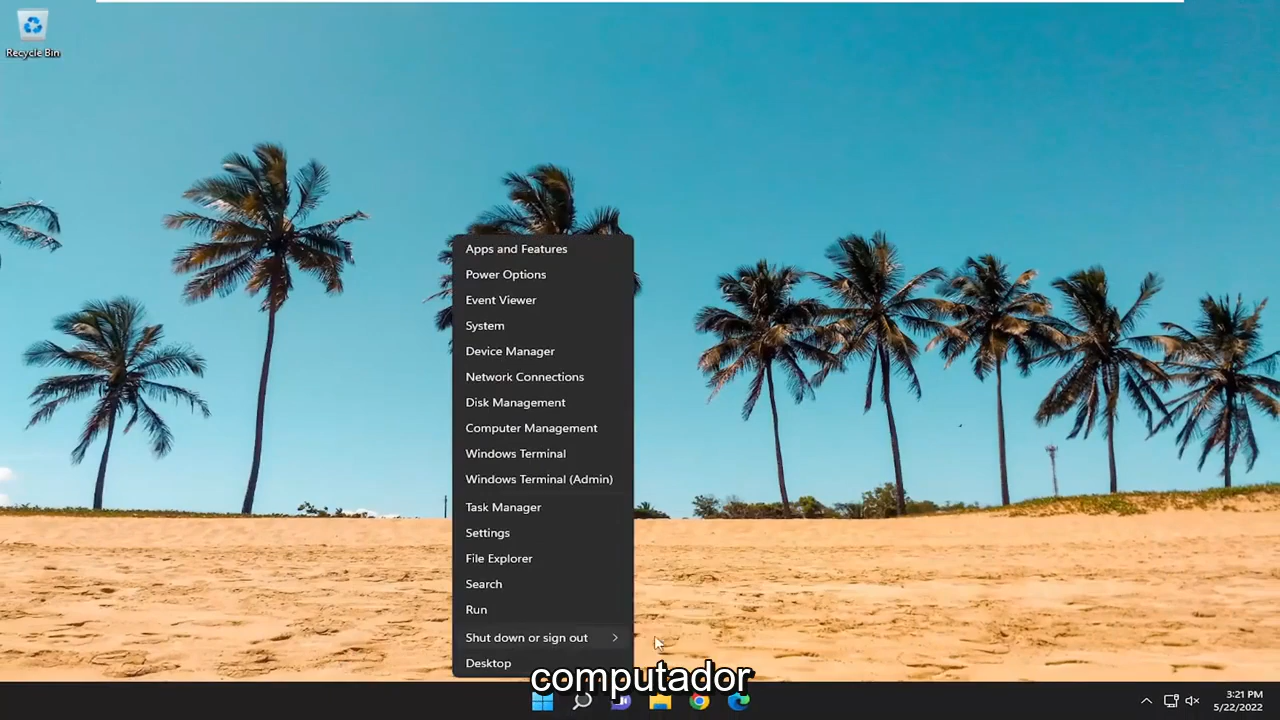 Recycle Bin
Apps and Features
Power Options
Event Viewer
System
Device Manager
Network Connections
Disk Management
Computer Management
Windows Terminal
Windows Terminal (Admin)
Task Manager
Settings
File Explorer
Search
Run
Shut down or sign out
Desktop
computador
3:21 PM
5/22/2022